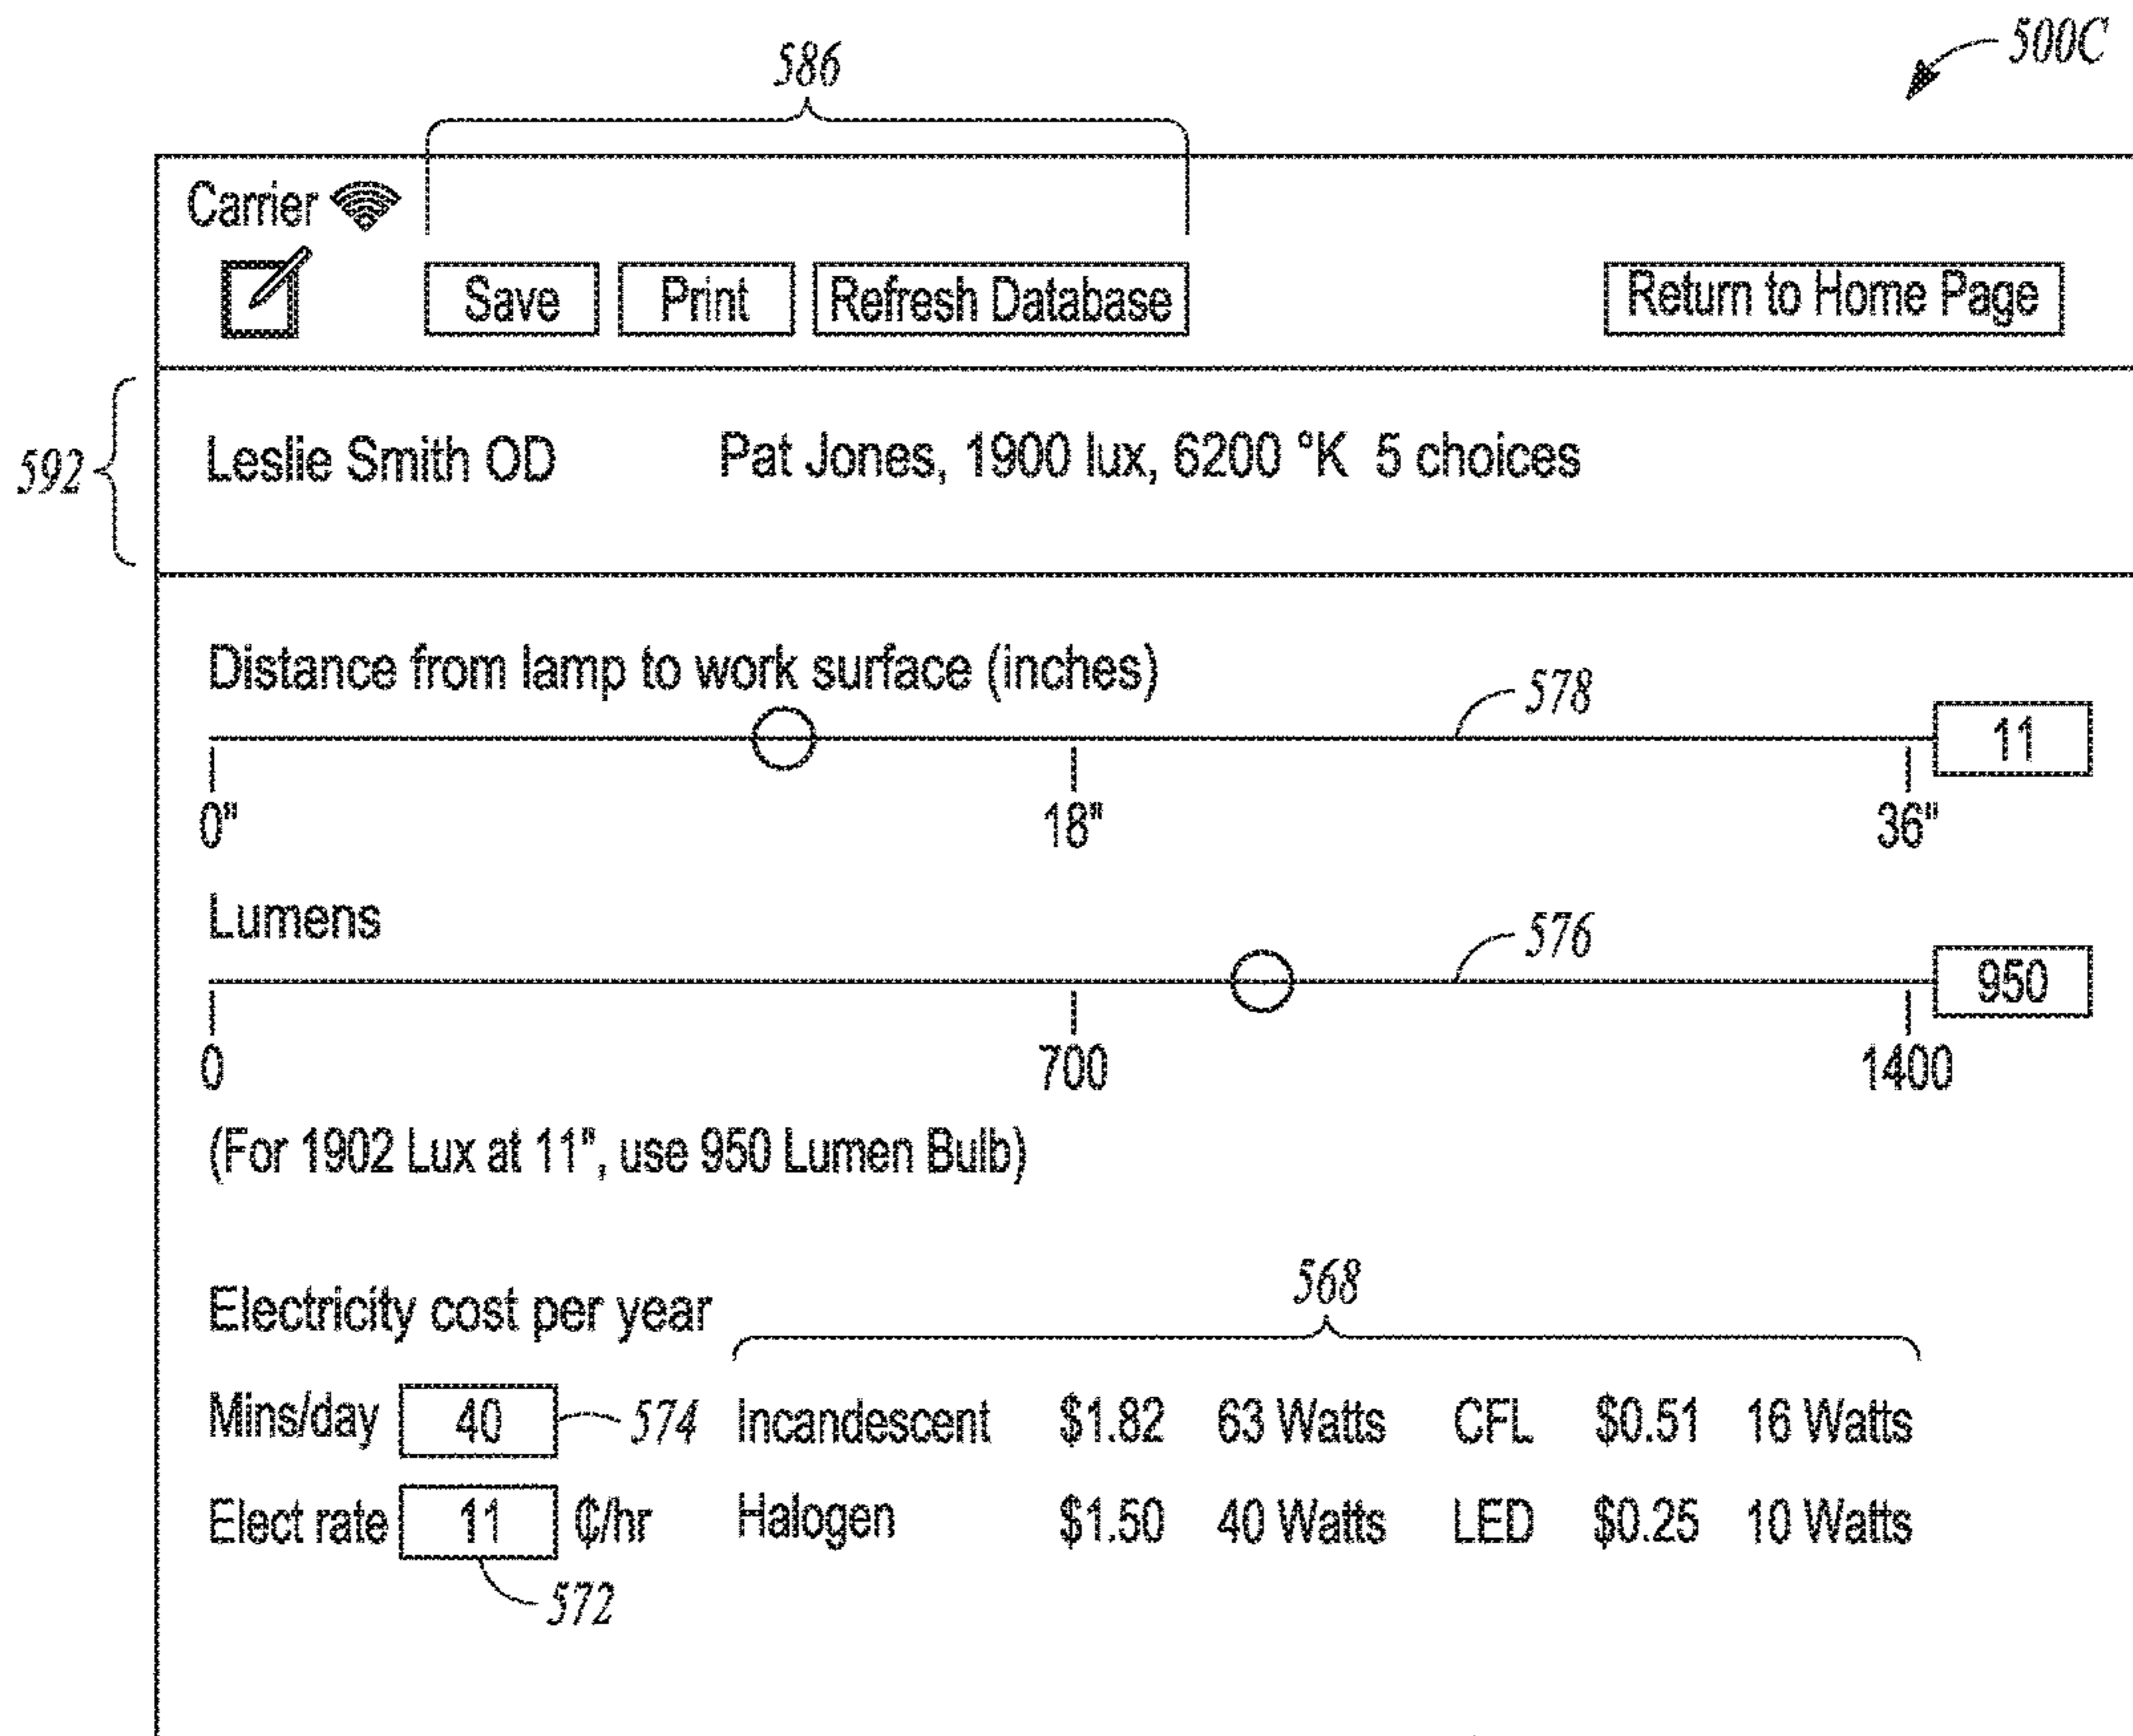 500C
586
Carrier
Save Print Refresh Database Return to Home Page
592
Leslie Smith OD Pat Jones, 1900 lux, 6200 °K 5 choices
Distance from lamp to work surface (inches)
578
11
0" 18" 36"
Lumens
576
950
0 700 1400
(For 1902 Lux at 11", use 950 Lumen Bulb)
568
Electricity cost per year
Mins/day 40 574 Incandescent $1.82 63 Watts CFL $0.51 16 Watts
Elect rate 11 ₵/hr Halogen $1.50 40 Watts LED $0.25 10 Watts
572